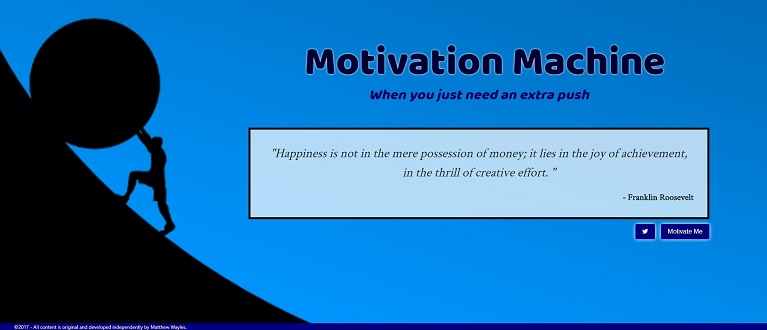 Motivation Machine
When you just need an extra push
"Happiness is not in the mere possession of money; it lies in the joy of achievement,
in the thrill of creative effort. "
- Franklin Roosevelt
Motivate Me
©2017 - All content is original and developed independently by Matthew Wayles.